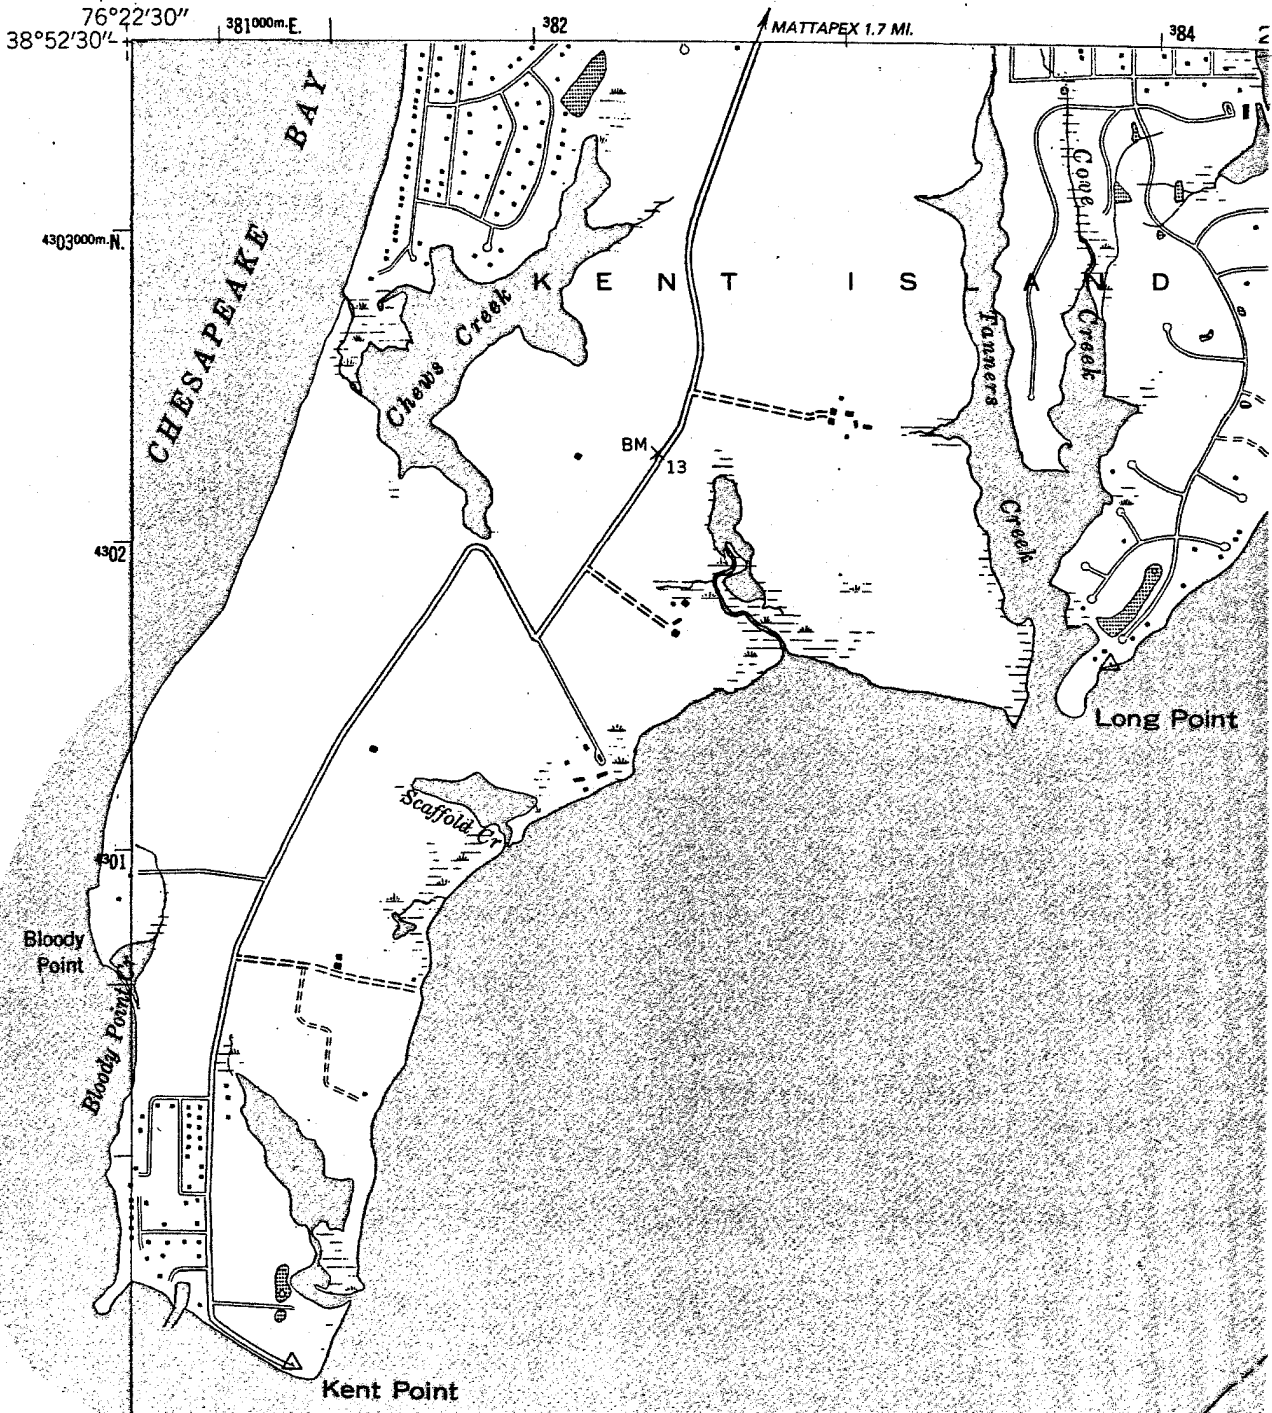 76°22'30"
38°52'30"
381000m.E.
382
MATTAPEX 1.7 MI.
384
2
CHESAPEAKE BAY
4303000m.N.
KENT ISLAND
Cove Creek
Chews Creek
Tanners Creek
BM
13
4302
Long Point
Scaffold Cr
4301
Bloody
Point
Bloody Point Cr
Kent Point